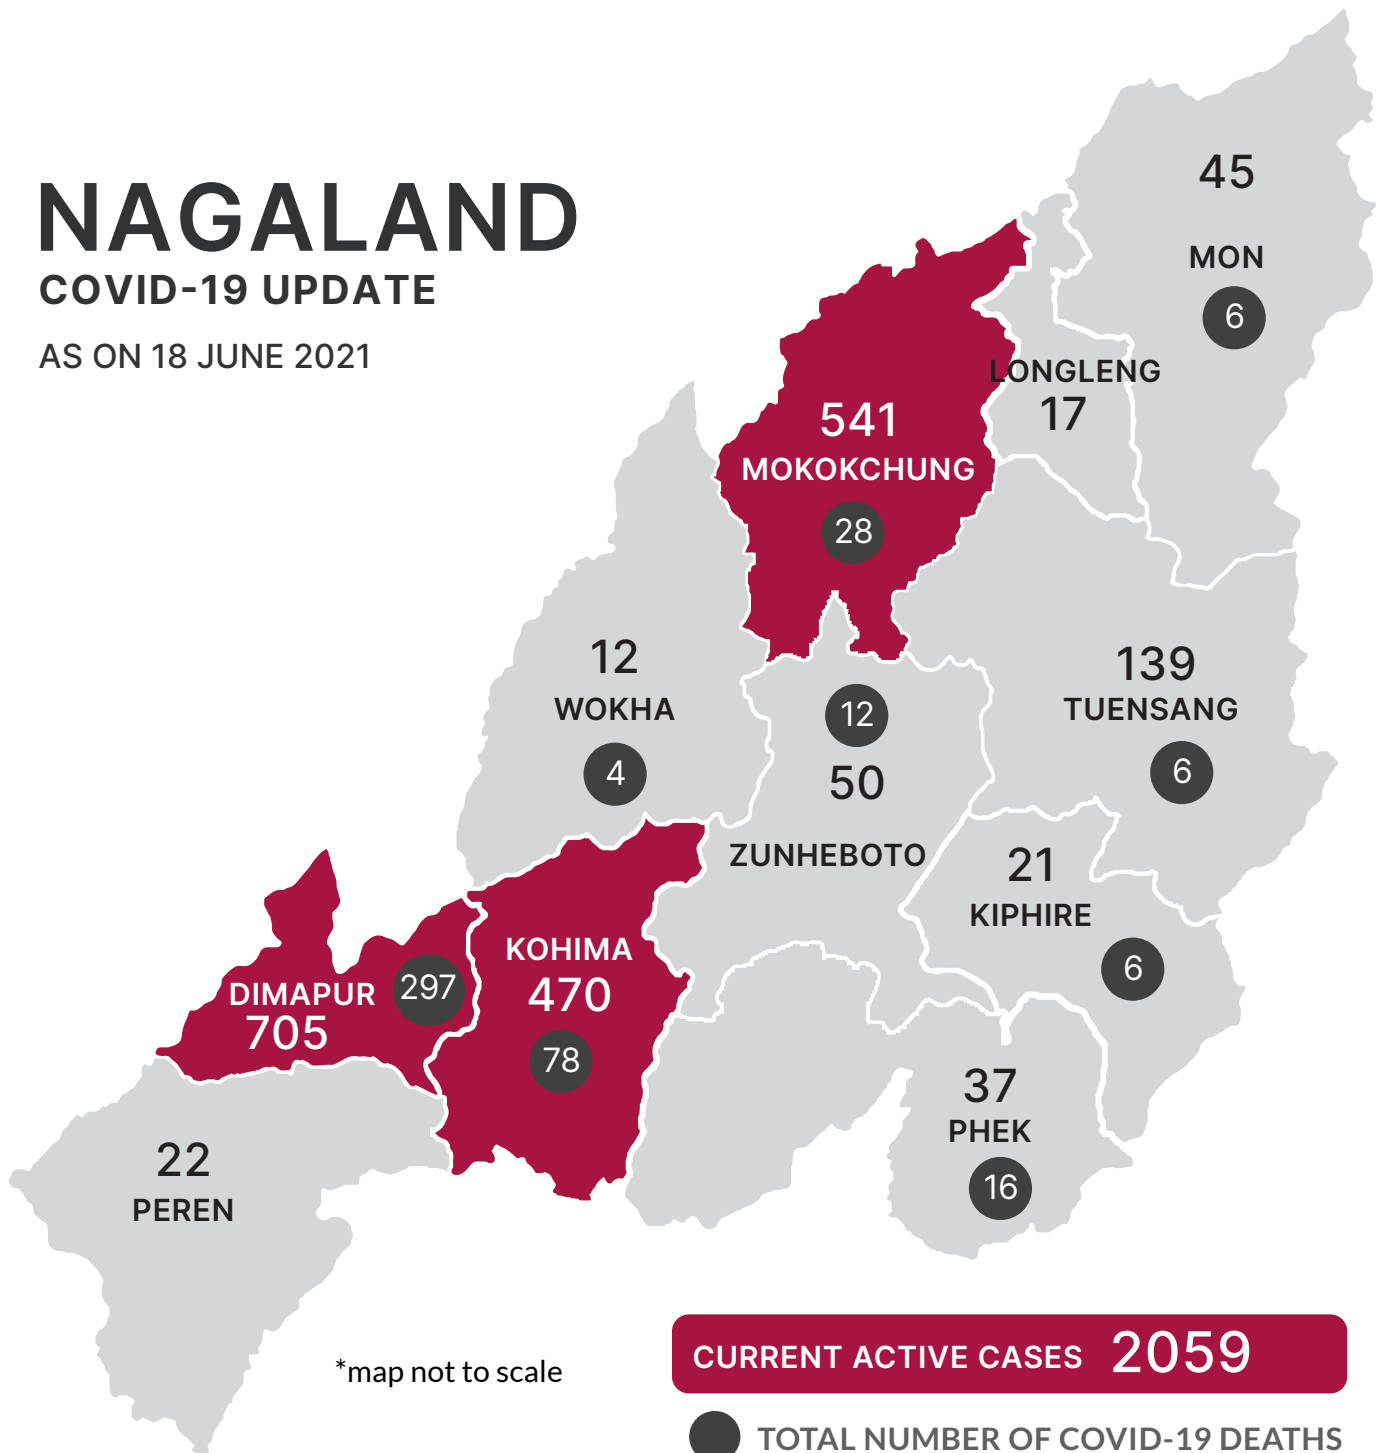 NAGALAND
COVID-19 UPDATE
AS ON 18 JUNE 2021
45
MON
6
LONGLENG
17
541
MOKOKCHUNG
28
12
WOKHA
4
139
TUENSANG
6
12
50
ZUNHEBOTO
21
KIPHIRE
6
KOHIMA
470
78
DIMAPUR
705
297
37
PHEK
16
22
PEREN
*map not to scale
CURRENT ACTIVE CASES 2059
TOTAL NUMBER OF COVID-19 DEATHS